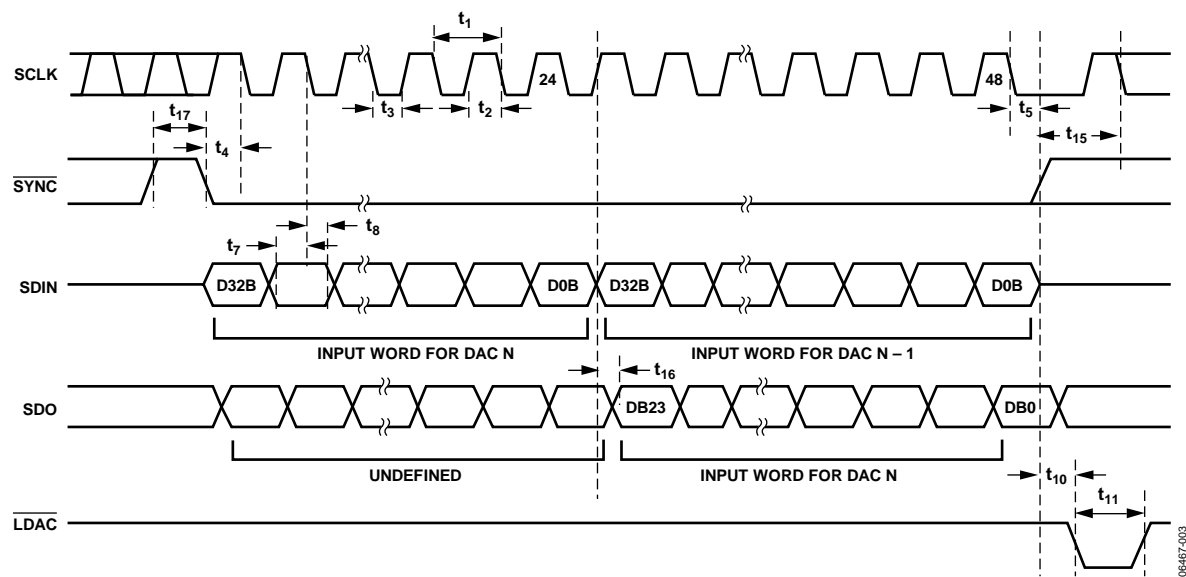 t1
SCLK
24
48
t3
t2
t5
t17
t4
t15
SYNC
t7
t8
SDIN
D32B
D0B
D32B
D0B
INPUT WORD FOR DAC N
INPUT WORD FOR DAC N – 1
t16
SDO
DB23
DB0
UNDEFINED
INPUT WORD FOR DAC N
t10
t11
LDAC
06467-003